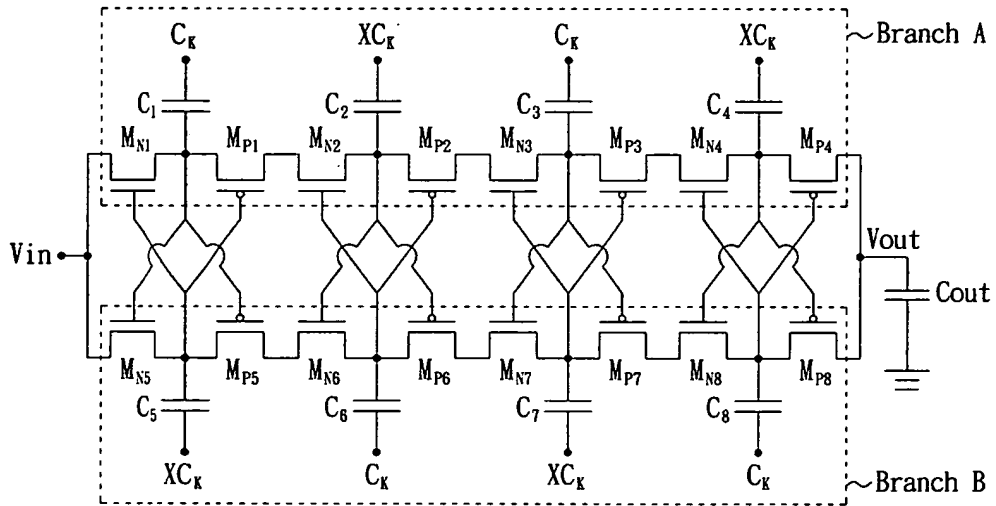 C_K XC_K C_K XC_K
Branch A
C_1 C_2 C_3 C_4
M_N1 M_P1 M_N2 M_P2 M_N3 M_P3 M_N4 M_P4
Vin
Vout
Cout
M_N5 M_P5 M_N6 M_P6 M_N7 M_P7 M_N8 M_P8
C_5 C_6 C_7 C_8
XC_K C_K XC_K C_K
Branch B